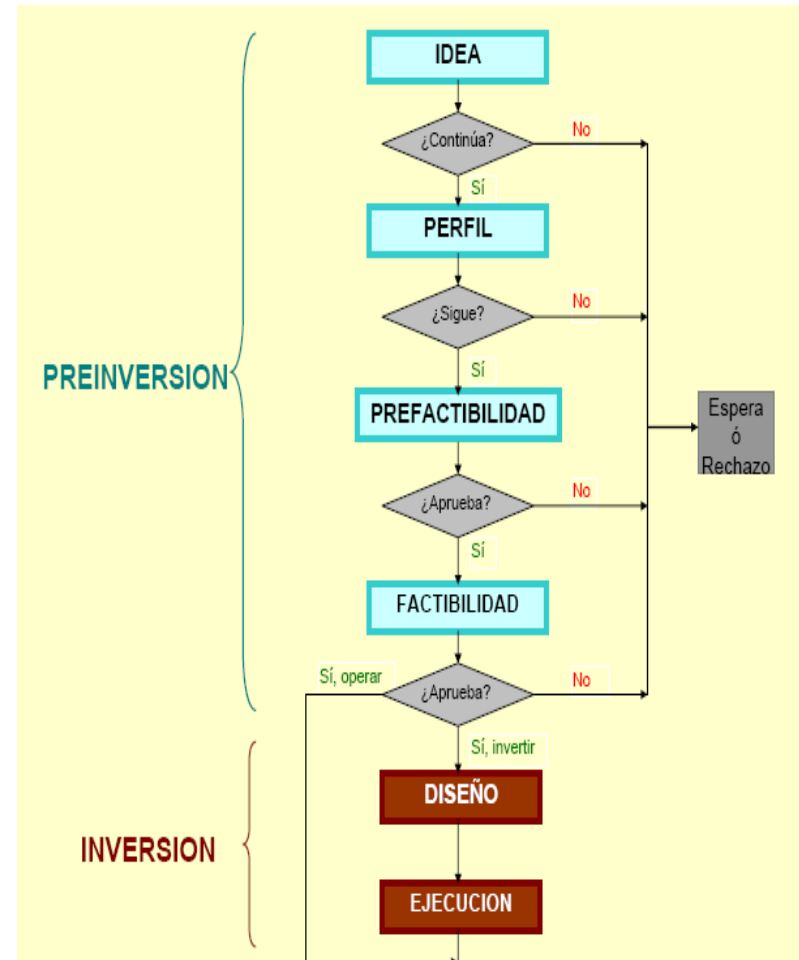 IDEA
¿Continúa?
No
Sí
PERFIL
¿Sigue?
No
Sí
PREINVERSION
PREFACTIBILIDAD
Espera
ó
Rechazo
¿Aprueba?
No
Sí
FACTIBILIDAD
Sí, operar
¿Aprueba?
No
Sí, invertir
DISEÑO
INVERSION
EJECUCION